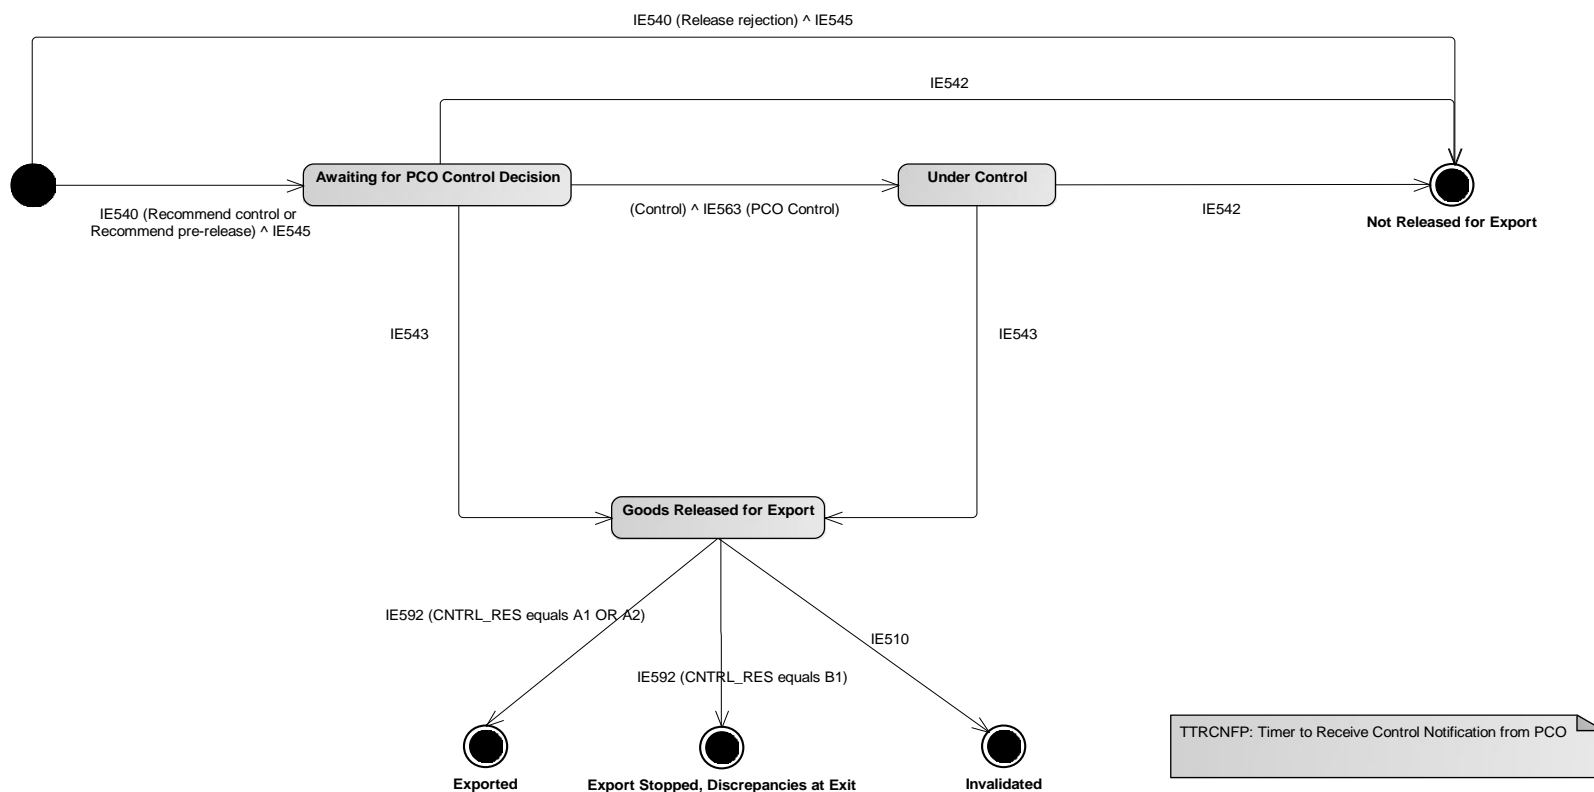 IE540 (Release rejection) ^ IE545
IE542
Awaiting for PCO Control Decision
Under Control
IE540 (Recommend control or
Recommend pre-release) ^ IE545
(Control) ^ IE563 (PCO Control)
IE542
Not Released for Export
IE543
IE543
Goods Released for Export
IE592 (CNTRL_RES equals A1 OR A2)
IE510
IE592 (CNTRL_RES equals B1)
TTRCNFP: Timer to Receive Control Notification from PCO
Exported
Export Stopped, Discrepancies at Exit
Invalidated